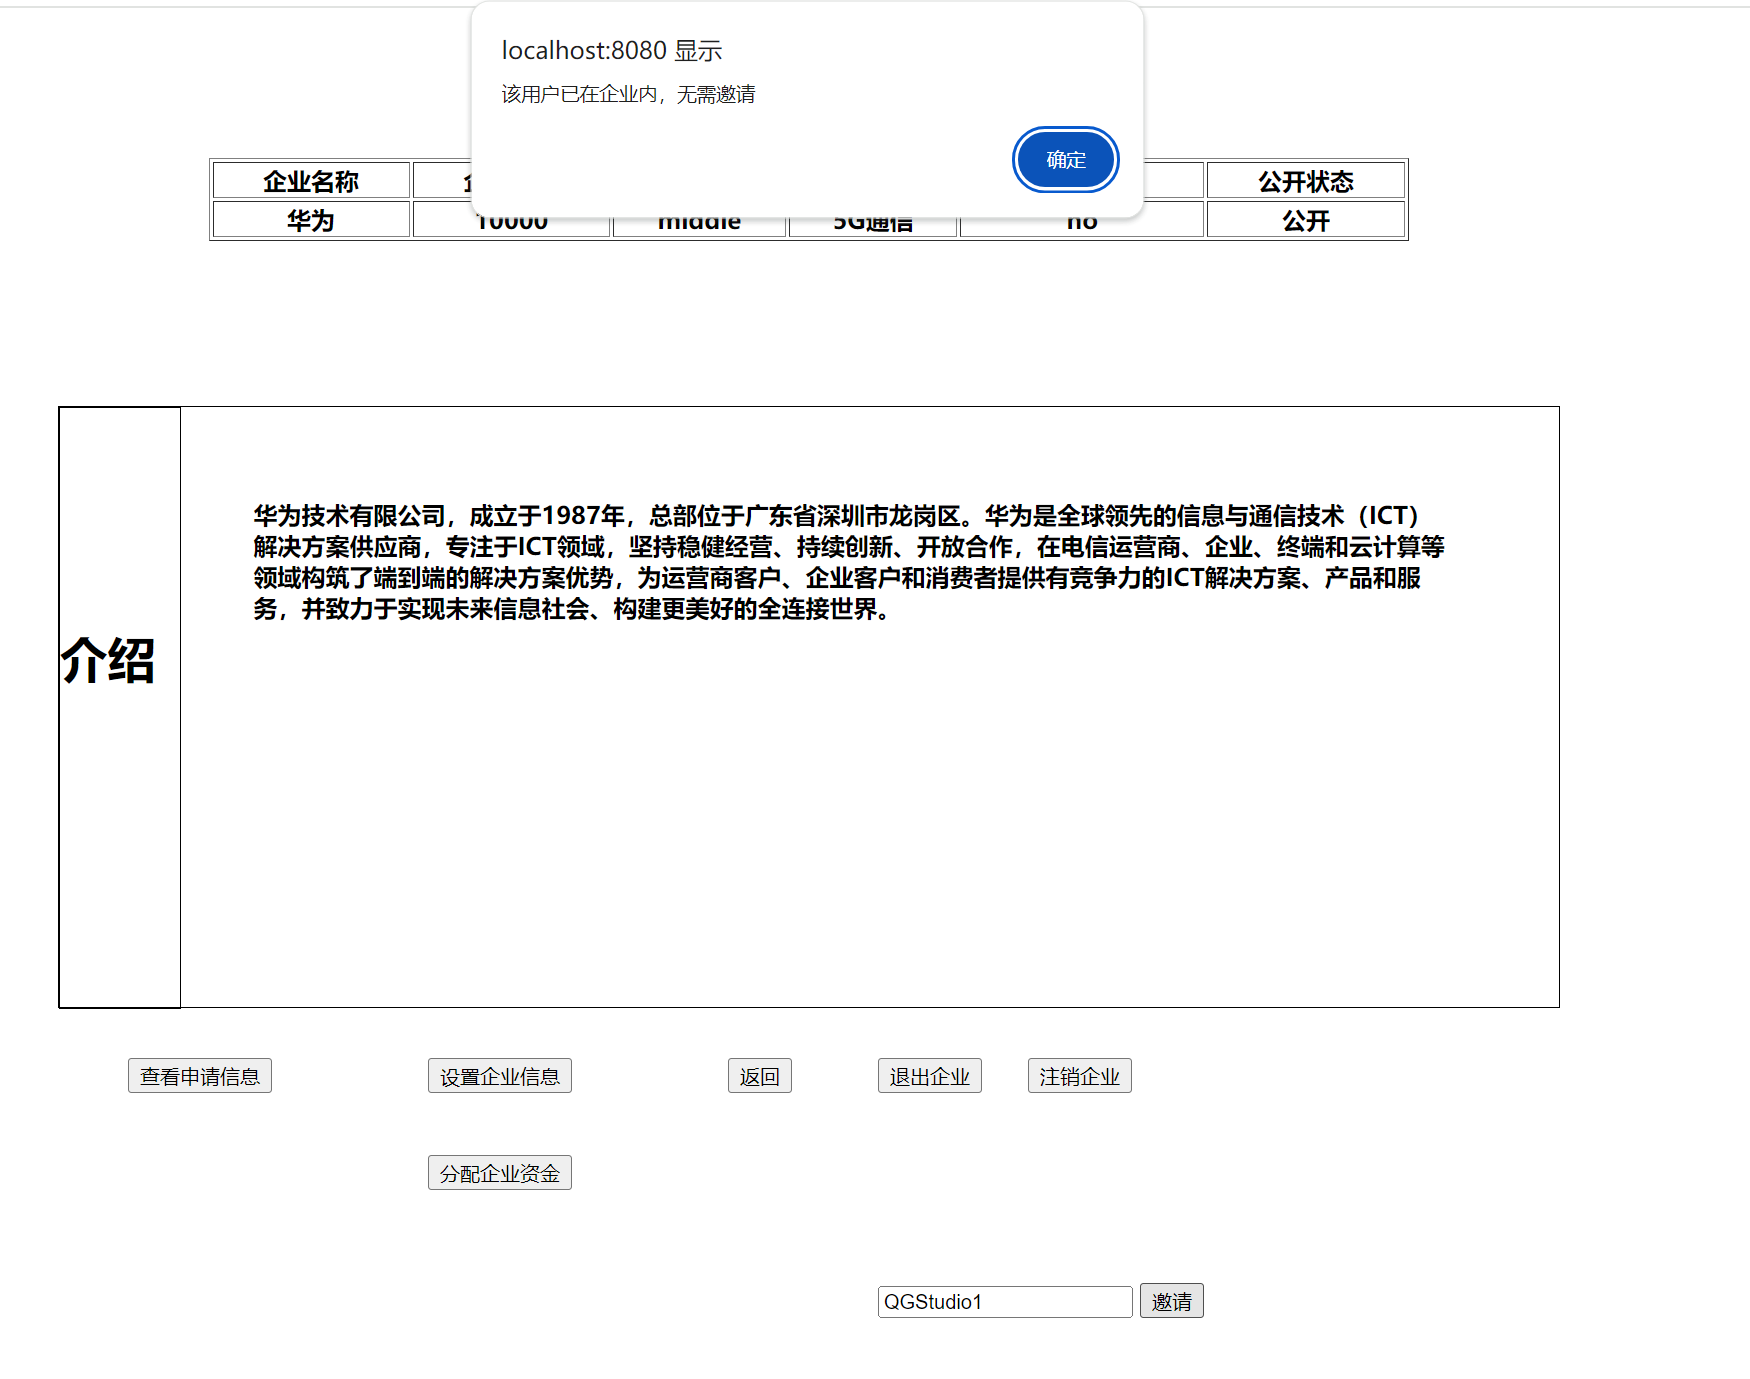 localhost:8080 显示
该用户已在企业内，无需邀请
确定
企业名称 公开状态
华为 10000 middle 5G通信 no 公开
华为技术有限公司，成立于1987年，总部位于广东省深圳市龙岗区。华为是全球领先的信息与通信技术（ICT）
解决方案供应商，专注于ICT领域，坚持稳健经营、持续创新、开放合作，在电信运营商、企业、终端和云计算等
领域构筑了端到端的解决方案优势，为运营商客户、企业客户和消费者提供有竞争力的ICT解决方案、产品和服
务，并致力于实现未来信息社会、构建更美好的全连接世界。
介绍
查看申请信息 设置企业信息 返回 退出企业 注销企业
分配企业资金
QGStudio1 邀请